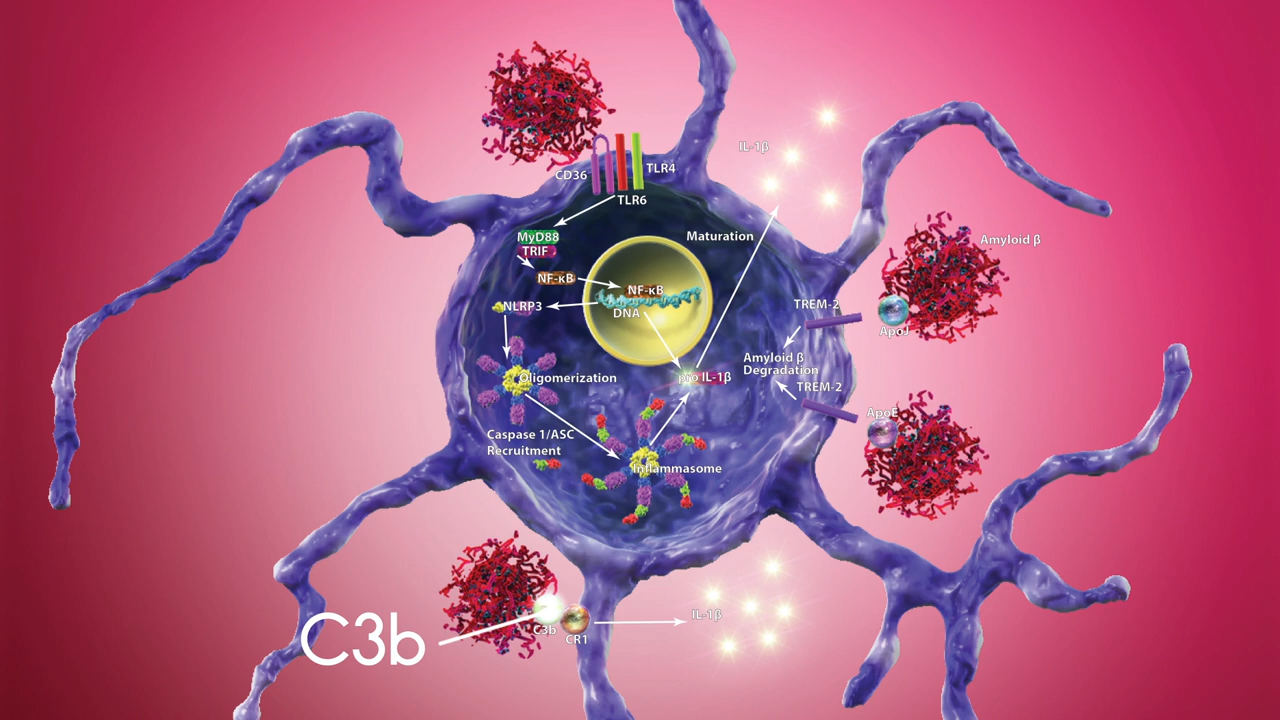 IL-1β
CD36
TLR4
TLR6
MyD88
TRIF
Maturation
Amyloid β
NF-κB
NF-κB
DNA
NLRP3
TREM-2
ApoJ
Amyloid β
Degradation
TREM-2
Oligomerization
pro IL-1β
ApoE
Caspase 1/ASC
Recruitment
Inflammasome
C3b
C3b
CR1
IL-1β